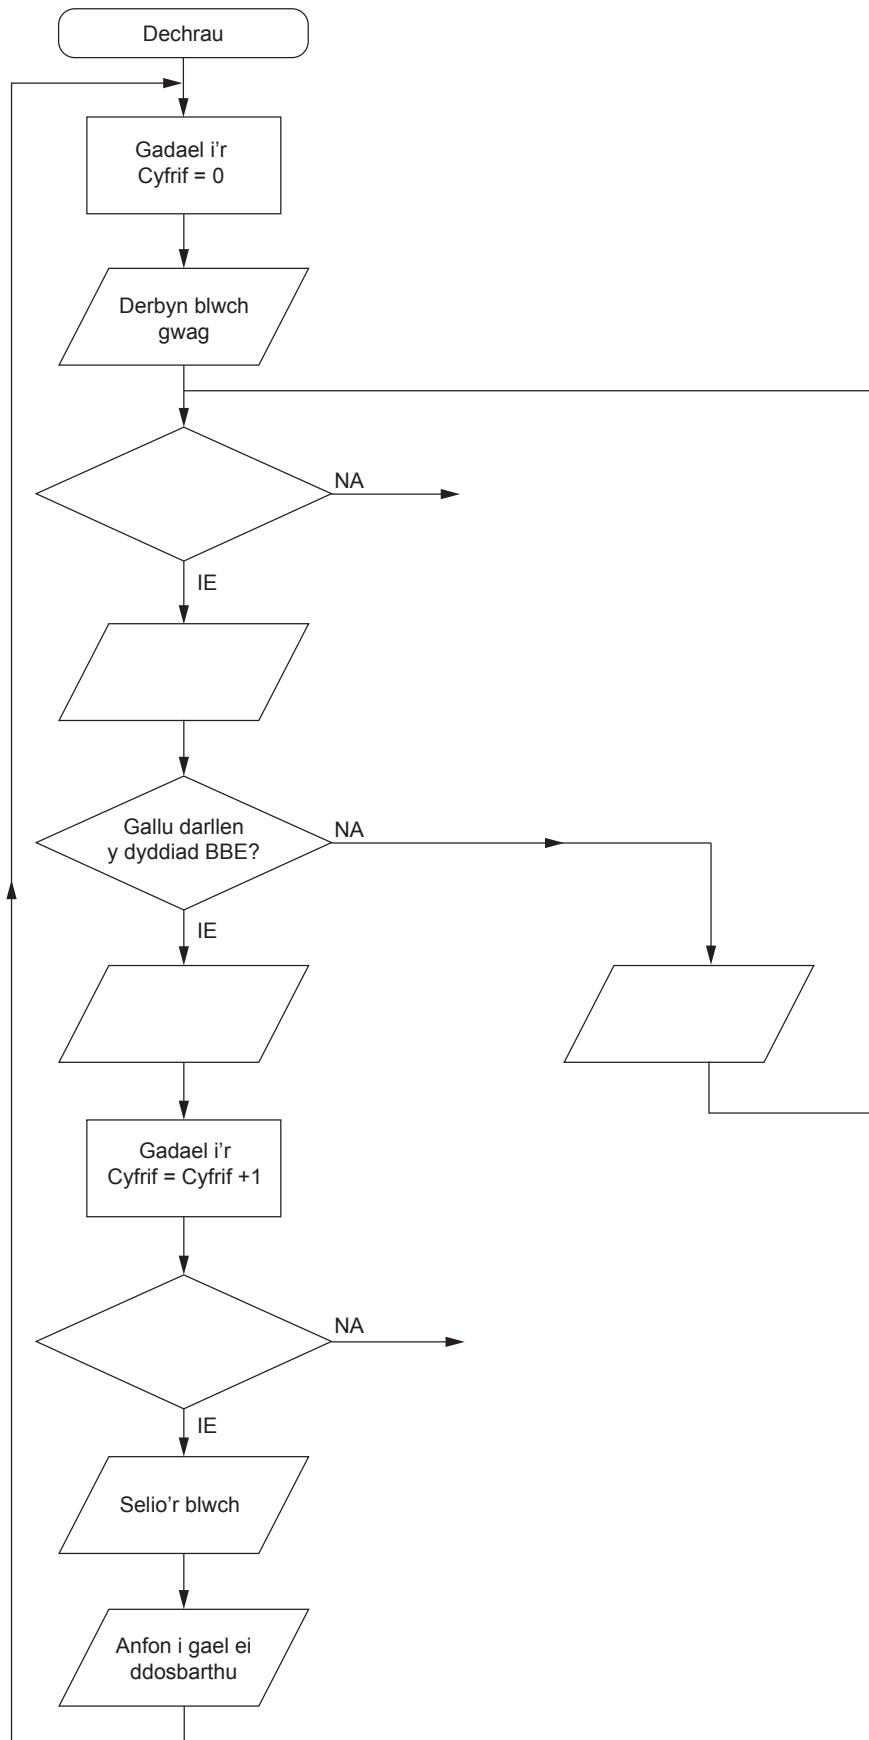 Dechrau
Gadael i'r
Cyfrif = 0
Derbyn blwch
gwag
NA
IE
Gallu darllen
y dyddiad BBE?
NA
IE
Gadael i'r
Cyfrif = Cyfrif +1
NA
IE
Selio'r blwch
Anfon i gael ei
ddosbarthu